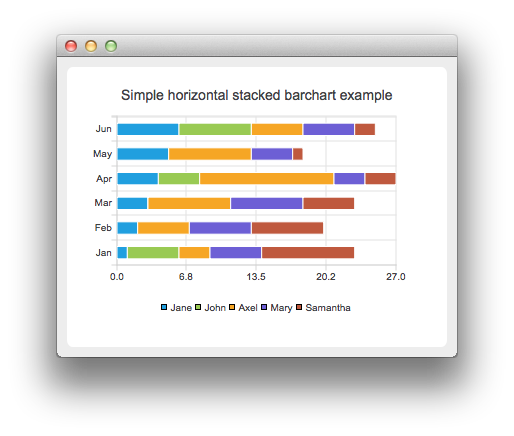 Simple horizontal stacked barchart example
Jun
May
Apr
Mar
Feb
Jan
0.0 6.8 13.5 20.2 27.0
Jane John Axel Mary Samantha